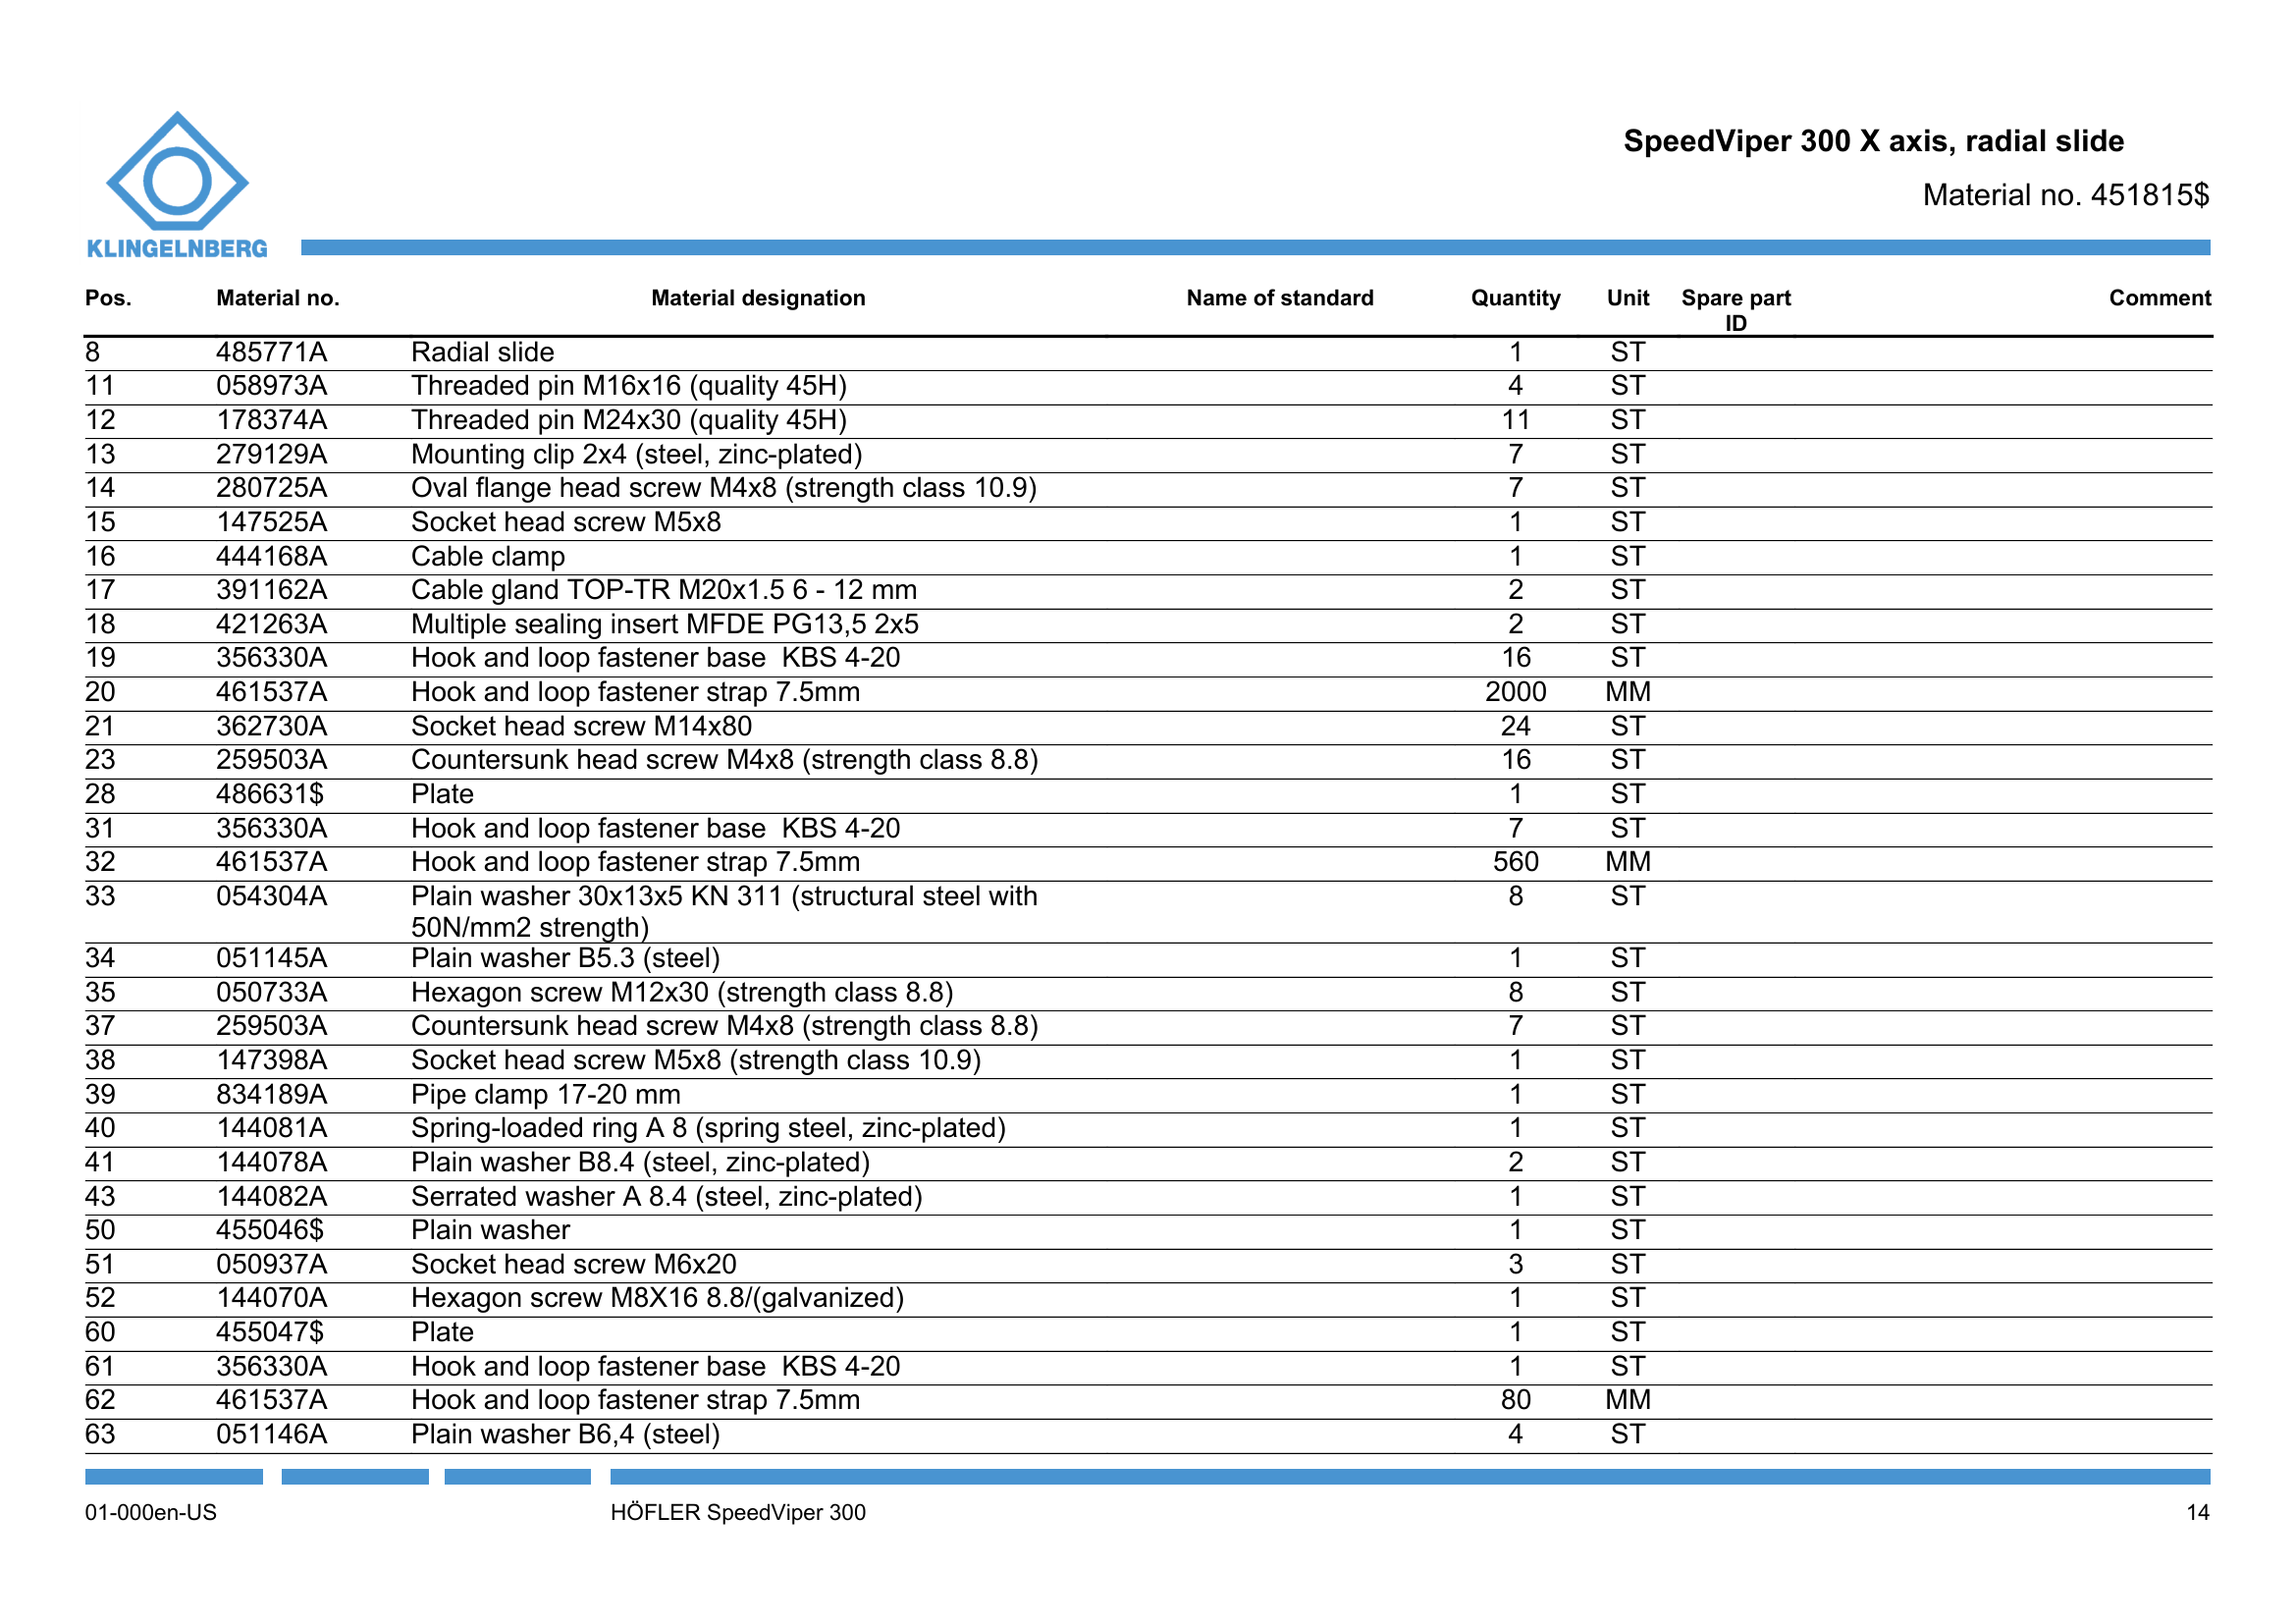 KLINGELNBERG
SpeedViper 300 X axis, radial slide
Material no. 451815$
Pos. Material no. Material designation Name of standard Quantity Unit Spare part ID Comment
8 485771A Radial slide 1 ST
11 058973A Threaded pin M16x16 (quality 45H) 4 ST
12 178374A Threaded pin M24x30 (quality 45H) 11 ST
13 279129A Mounting clip 2x4 (steel, zinc-plated) 7 ST
14 280725A Oval flange head screw M4x8 (strength class 10.9) 7 ST
15 147525A Socket head screw M5x8 1 ST
16 444168A Cable clamp 1 ST
17 391162A Cable gland TOP-TR M20x1.5 6 - 12 mm 2 ST
18 421263A Multiple sealing insert MFDE PG13,5 2x5 2 ST
19 356330A Hook and loop fastener base  KBS 4-20 16 ST
20 461537A Hook and loop fastener strap 7.5mm 2000 MM
21 362730A Socket head screw M14x80 24 ST
23 259503A Countersunk head screw M4x8 (strength class 8.8) 16 ST
28 486631$ Plate 1 ST
31 356330A Hook and loop fastener base  KBS 4-20 7 ST
32 461537A Hook and loop fastener strap 7.5mm 560 MM
33 054304A Plain washer 30x13x5 KN 311 (structural steel with 8 ST
50N/mm2 strength)
34 051145A Plain washer B5.3 (steel) 1 ST
35 050733A Hexagon screw M12x30 (strength class 8.8) 8 ST
37 259503A Countersunk head screw M4x8 (strength class 8.8) 7 ST
38 147398A Socket head screw M5x8 (strength class 10.9) 1 ST
39 834189A Pipe clamp 17-20 mm 1 ST
40 144081A Spring-loaded ring A 8 (spring steel, zinc-plated) 1 ST
41 144078A Plain washer B8.4 (steel, zinc-plated) 2 ST
43 144082A Serrated washer A 8.4 (steel, zinc-plated) 1 ST
50 455046$ Plain washer 1 ST
51 050937A Socket head screw M6x20 3 ST
52 144070A Hexagon screw M8X16 8.8/(galvanized) 1 ST
60 455047$ Plate 1 ST
61 356330A Hook and loop fastener base  KBS 4-20 1 ST
62 461537A Hook and loop fastener strap 7.5mm 80 MM
63 051146A Plain washer B6,4 (steel) 4 ST
01-000en-US HÖFLER SpeedViper 300 14